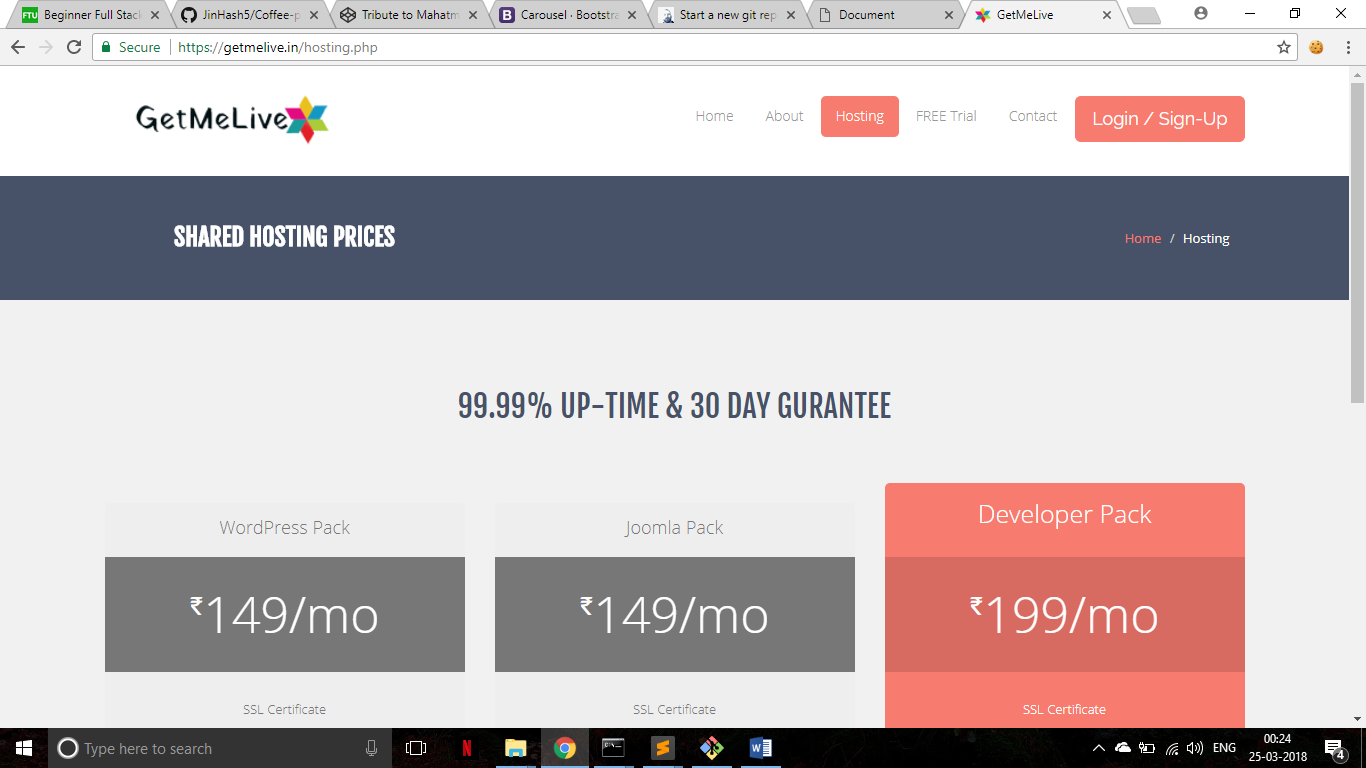 Beginner Full Stack
JinHash5/Coffee-p
Tribute to Mahatm
Carousel · Bootstra
Start a new git rep
Document
GetMeLive
Secure
https://getmelive.in/hosting.php
GetMeLive
Home
About
Hosting
FREE Trial
Contact
Login / Sign-Up
SHARED HOSTING PRICES
Home / Hosting
99.99% UP-TIME & 30 DAY GURANTEE
WordPress Pack
₹149/mo
SSL Certificate
Joomla Pack
₹149/mo
SSL Certificate
Developer Pack
₹199/mo
SSL Certificate
Type here to search
ENG
00:24
25-03-2018
4